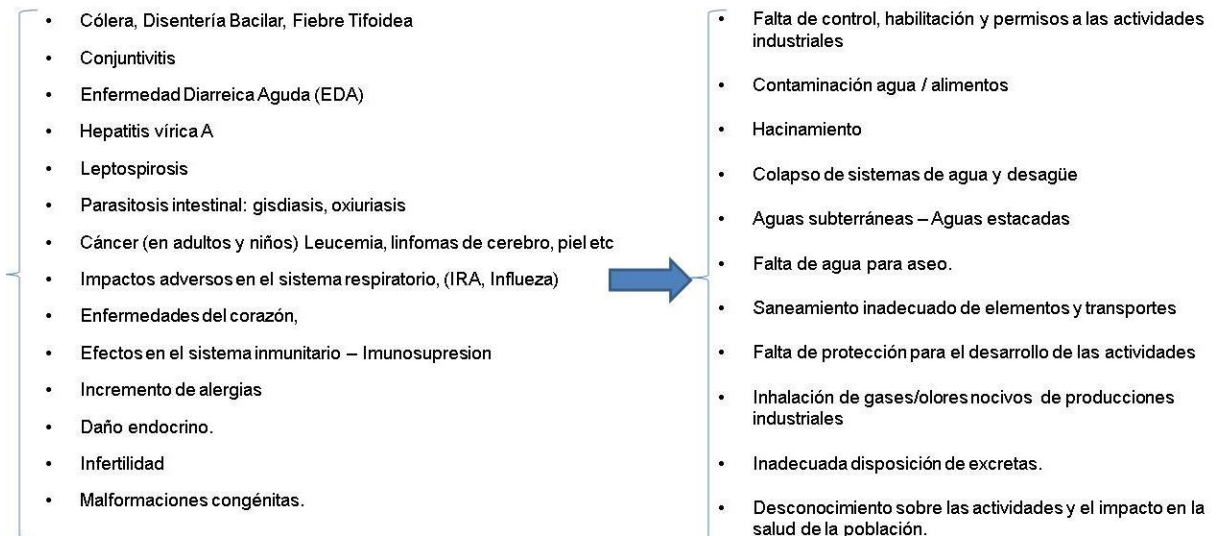 • Cólera, Disentería Bacilar, Fiebre Tifoidea
• Conjuntivitis
• Enfermedad Diarreica Aguda (EDA)
• Hepatitis vírica A
• Leptospirosis
• Parasitosis intestinal: gisdiasis, oxiuriasis
• Cáncer (en adultos y niños) Leucemia, linfomas de cerebro, piel etc
• Impactos adversos en el sistema respiratorio, (IRA, Influeza)
• Enfermedades del corazón,
• Efectos en el sistema inmunitario – Imunosupresion
• Incremento de alergias
• Daño endocrino.
• Infertilidad
• Malformaciones congénitas.
• Falta de control, habilitación y permisos a las actividades
industriales
• Contaminación agua / alimentos
• Hacinamiento
• Colapso de sistemas de agua y desagüe
• Aguas subterráneas – Aguas estacadas
• Falta de agua para aseo.
• Saneamiento inadecuado de elementos y transportes
• Falta de protección para el desarrollo de las actividades
• Inhalación de gases/olores nocivos de producciones
industriales
• Inadecuada disposición de excretas.
• Desconocimiento sobre las actividades y el impacto en la
salud de la población.